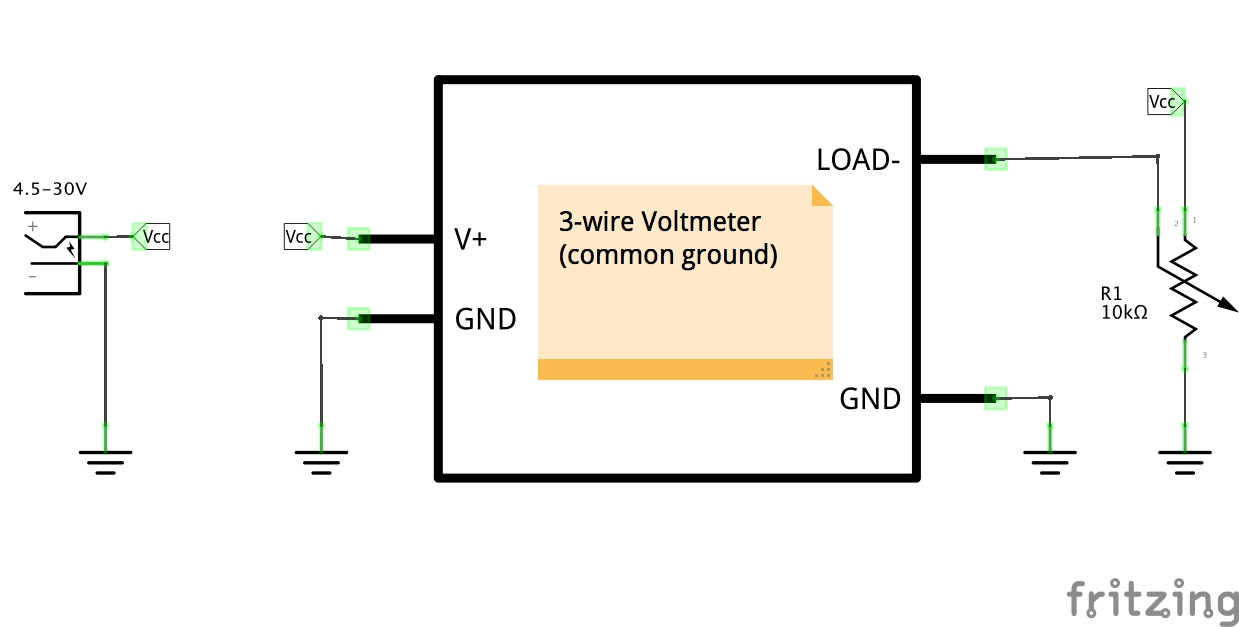 4.5-30V
+
-
Vcc
Vcc
V+
GND
3-wire Voltmeter
(common ground)
LOAD-
GND
Vcc
2
1
R1
10kΩ
3
fritzing